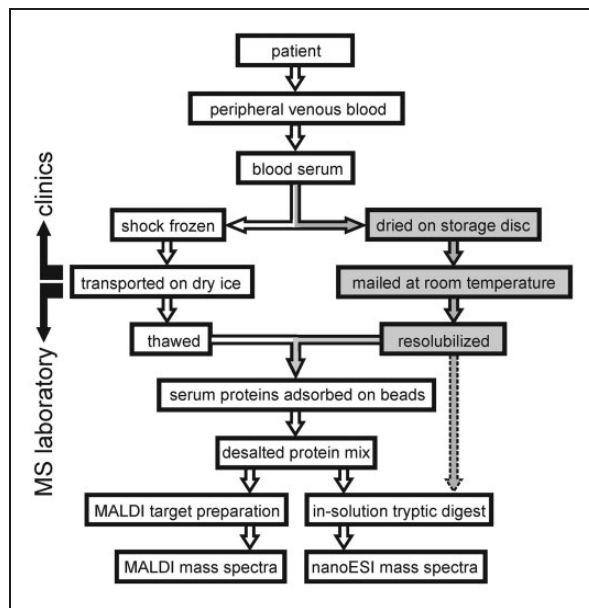 patient
peripheral venous blood
blood serum
shock frozen
dried on storage disc
transported on dry ice
mailed at room temperature
thawed
resolubilized
serum proteins adsorbed on beads
desalted protein mix
MALDI target preparation
in-solution tryptic digest
MALDI mass spectra
nanoESI mass spectra
clinics
MS laboratory